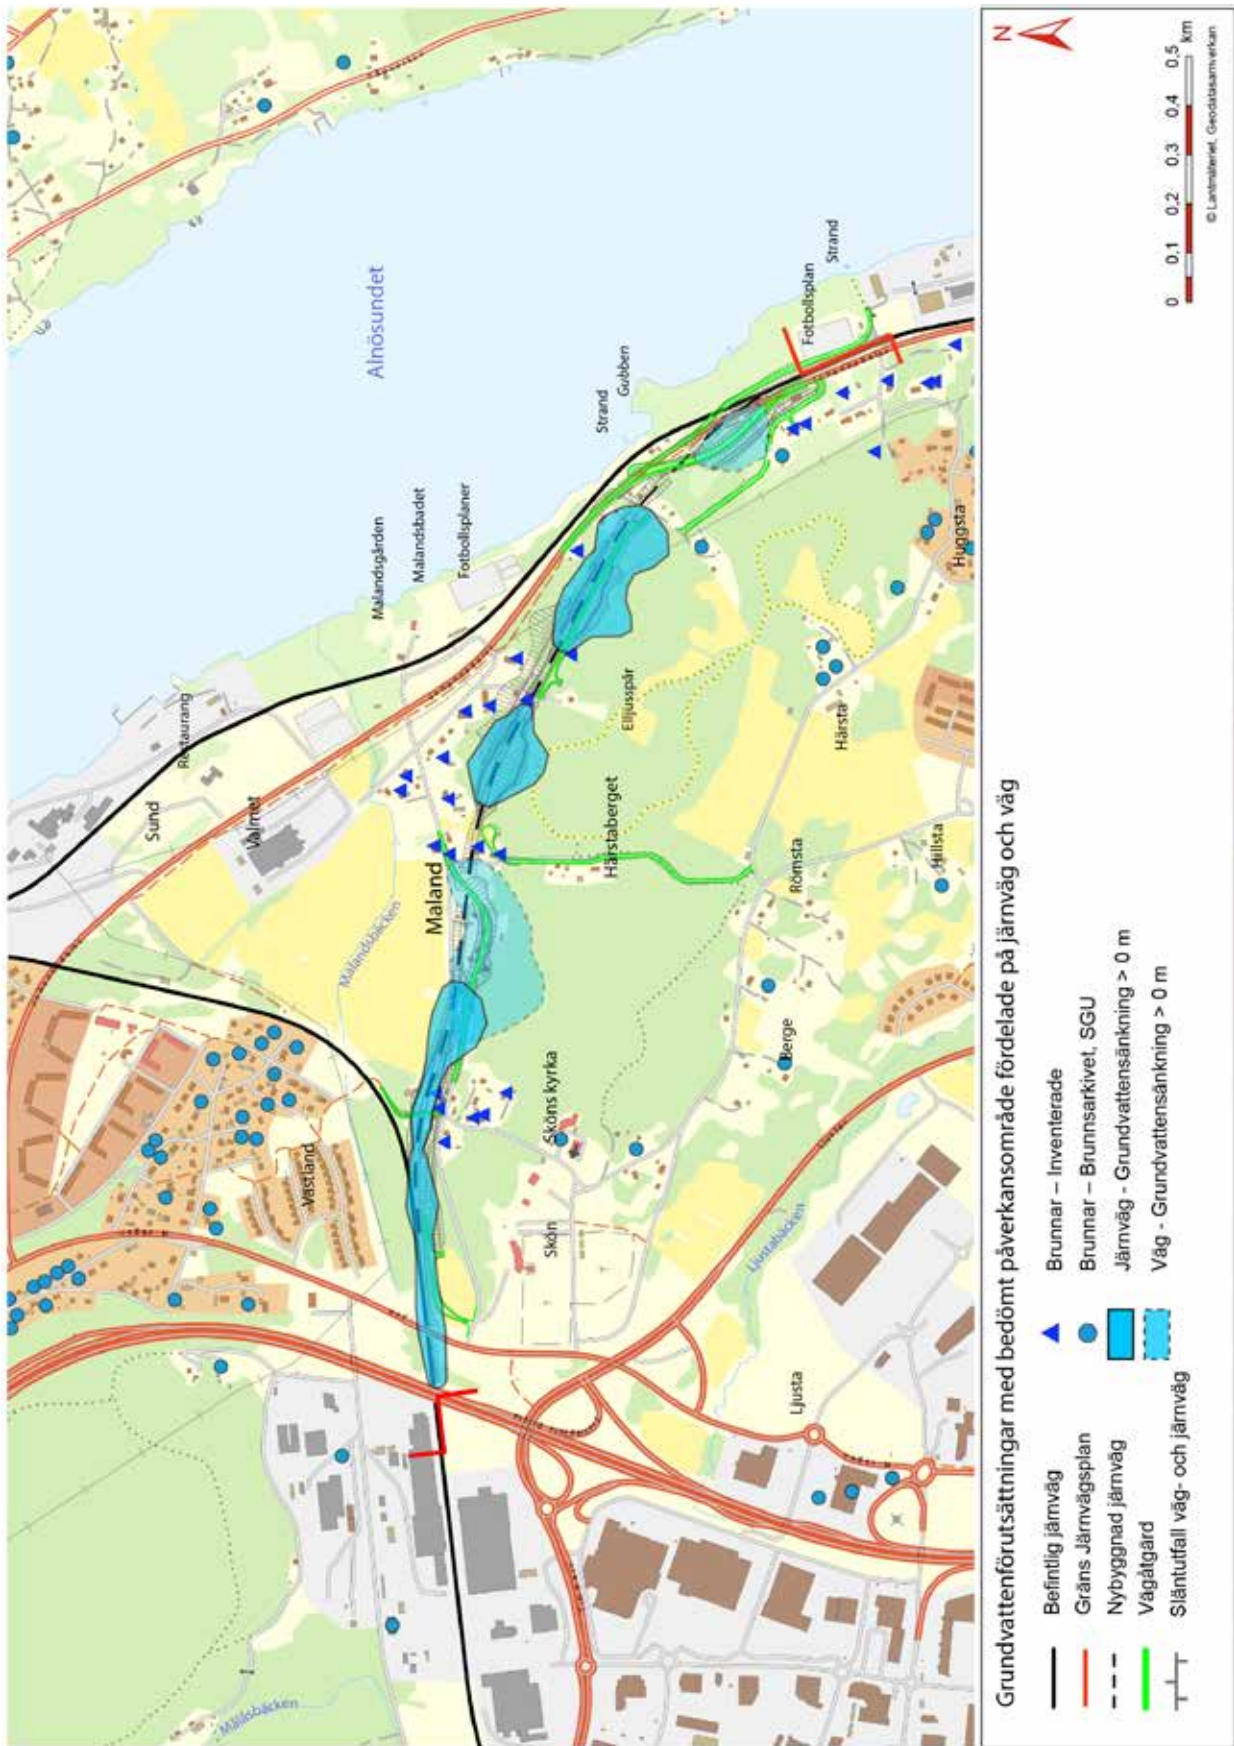 Alnösundet
Restaurang
Malandsgården
Malandsbadet
Fotbollsplaner
Strand
Gubben
Fotbollsplan
Strand
Sund
Valmet
Malandsbäcken
Maland
Härstaberget
Elljusspår
Västland
Sköns kyrka
Skön
Berge
Römsta
Härsta
Huggsta
Hillsta
Ljustabäcken
Ljusta
Grundvattenförutsättningar med bedömt påverkansområde fördelade på järnväg och väg
Befintlig järnväg
Gräns Järnvägsplan
Nybyggnad järnväg
Vägåtgärd
Släntutfall väg- och järnväg
Brunnar – Inventerade
Brunnar – Brunnsarkivet, SGU
Järnväg - Grundvattensänkning > 0 m
Väg - Grundvattensänkning > 0 m
N
0 0,1 0,2 0,3 0,4 0,5
km
© Lantmäteriet, Geodatasamverkan